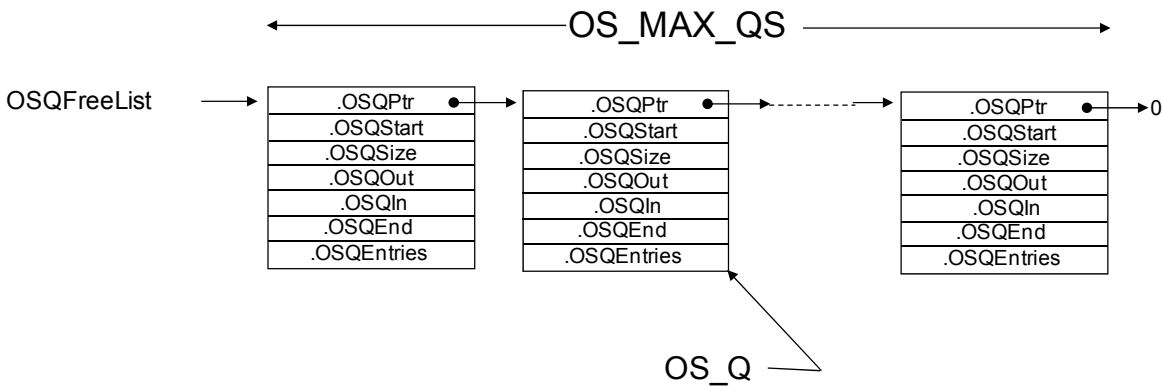 OS_MAX_QS
OSQFreeList
.OSQPtr
.OSQStart
.OSQSize
.OSQOut
.OSQIn
.OSQEnd
.OSQEntries
.OSQPtr
.OSQStart
.OSQSize
.OSQOut
.OSQIn
.OSQEnd
.OSQEntries
.OSQPtr
.OSQStart
.OSQSize
.OSQOut
.OSQIn
.OSQEnd
.OSQEntries
0
OS_Q